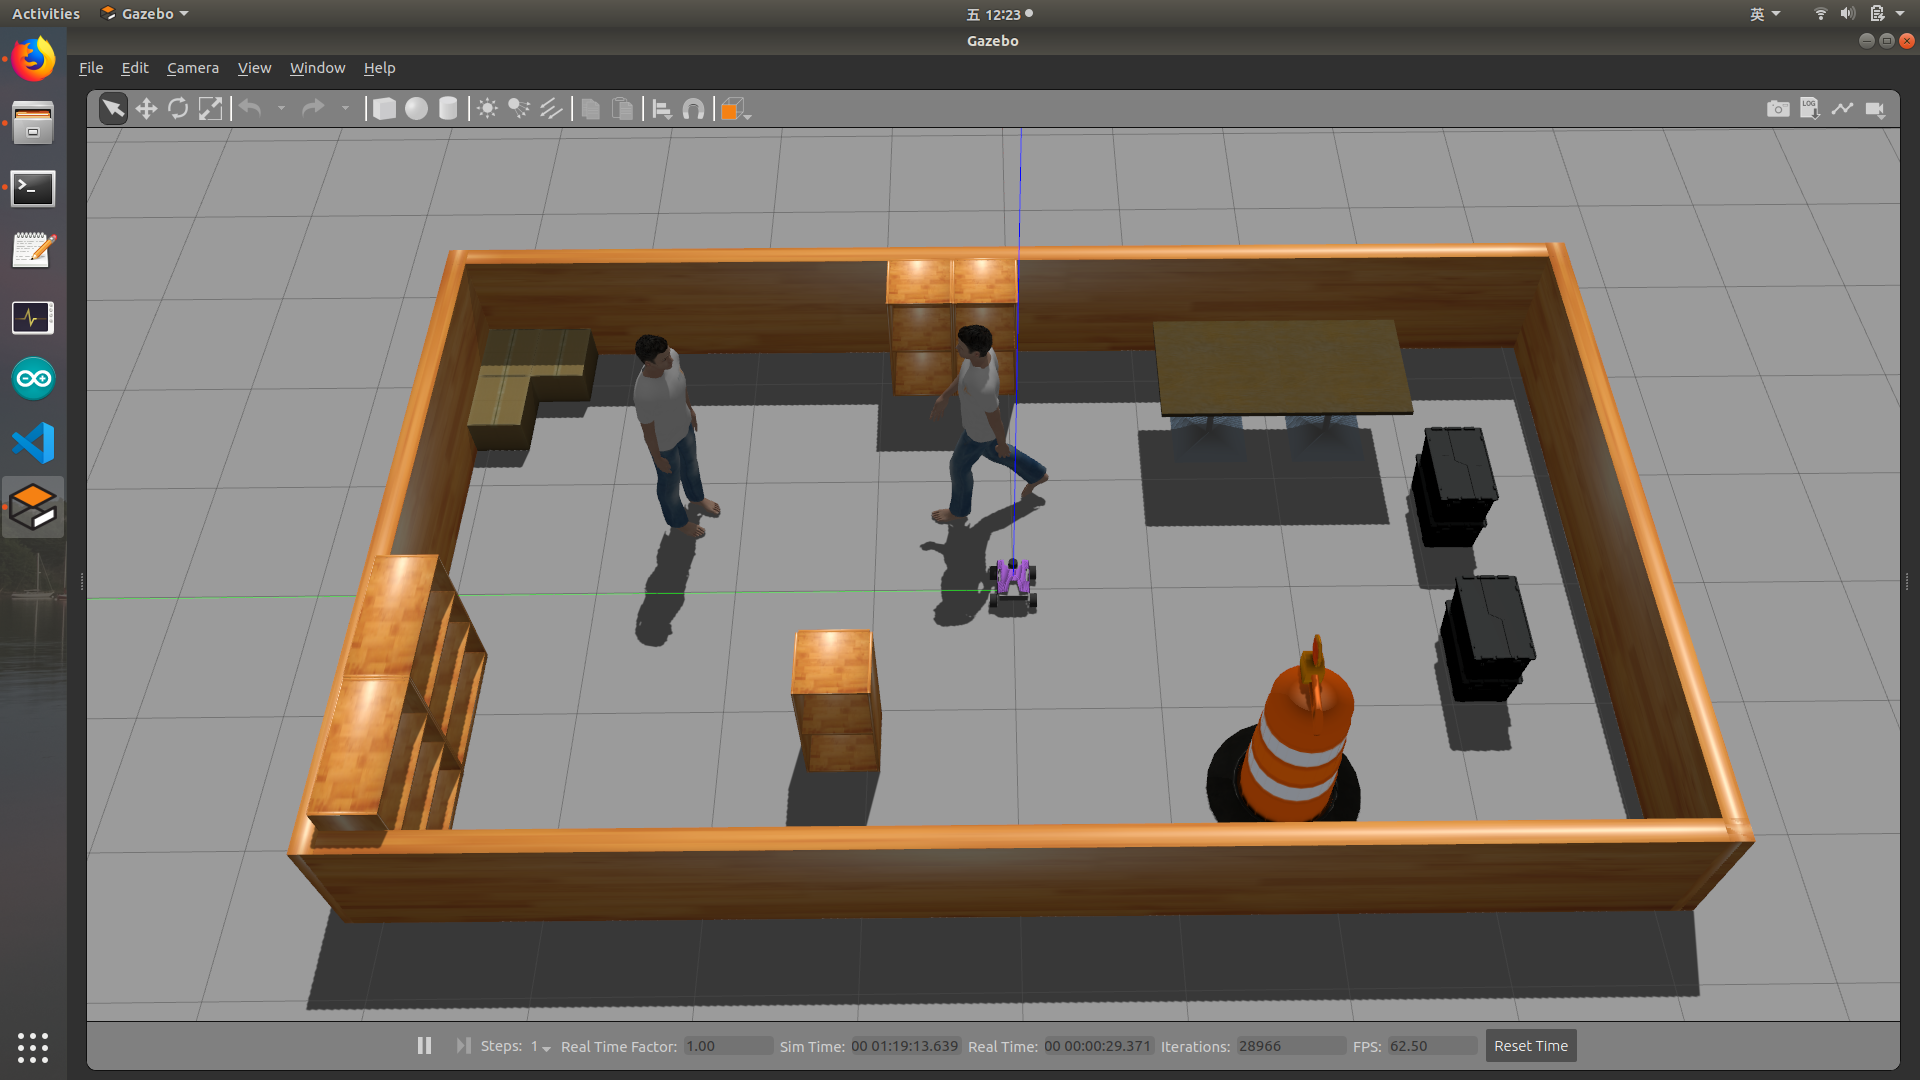 Activities Gazebo 五 12:23 英
Gazebo
File Edit Camera View Window Help
LOG
Steps: 1 Real Time Factor: 1.00 Sim Time: 00 01:19:13.639 Real Time: 00 00:00:29.371 Iterations: 28966 FPS: 62.50 Reset Time